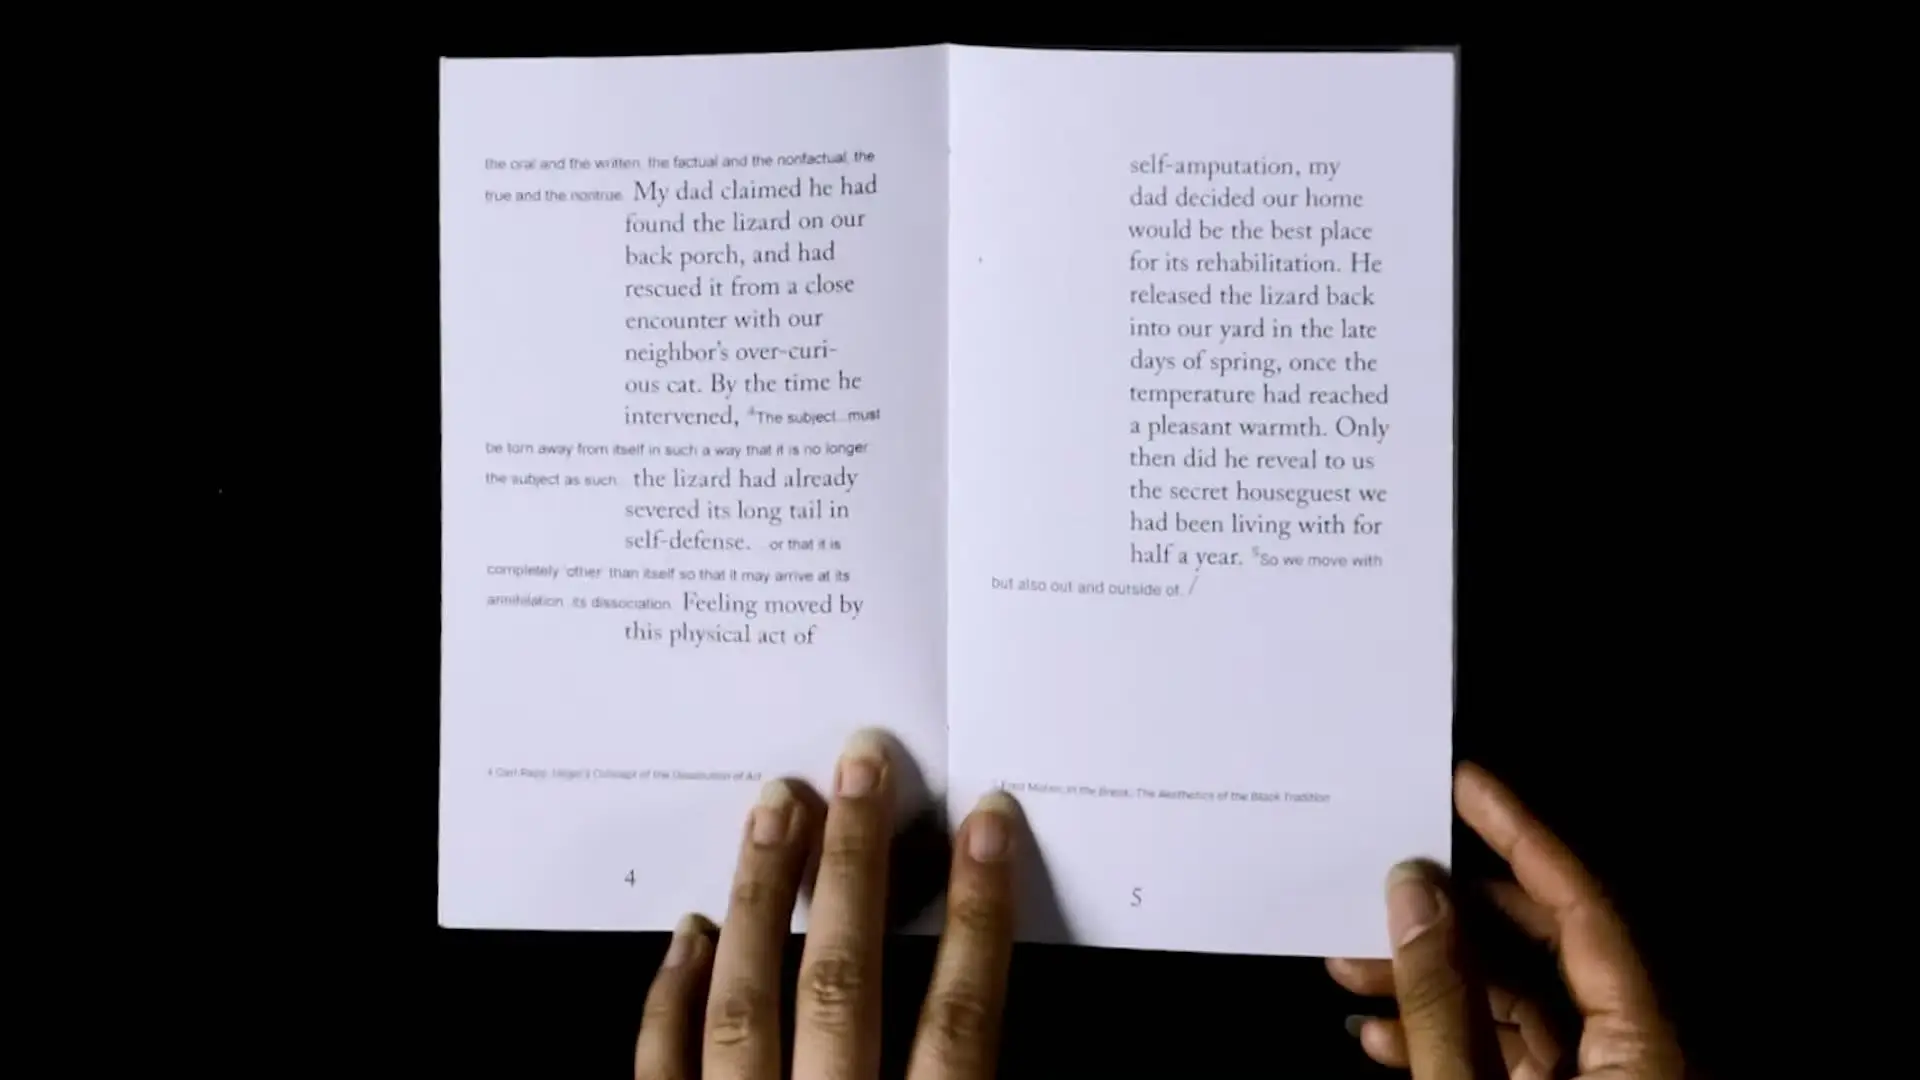 the oral and the written, the factual and the nonfactual, the
true and the nontrue. My dad claimed he had
found the lizard on our
back porch, and had
rescued it from a close
encounter with our
neighbor's over-curi-
ous cat. By the time he
intervened, 4The subject...must
be torn away from itself in such a way that it is no longer
the subject as such... the lizard had already
severed its long tail in
self-defense. ...or that it is
completely 'other' than itself so that it may arrive at its
annihilation, its dissociation. Feeling moved by
this physical act of
4 Carl Rapp, Hegel's Concept of the Dissolution of Art
4
self-amputation, my
dad decided our home
would be the best place
for its rehabilitation. He
released the lizard back
into our yard in the late
days of spring, once the
temperature had reached
a pleasant warmth. Only
then did he reveal to us
the secret houseguest we
had been living with for
half a year. 5So we move with
but also out and outside of. /
Fred Moten, In the Break: The Aesthetics of the Black Tradition
5